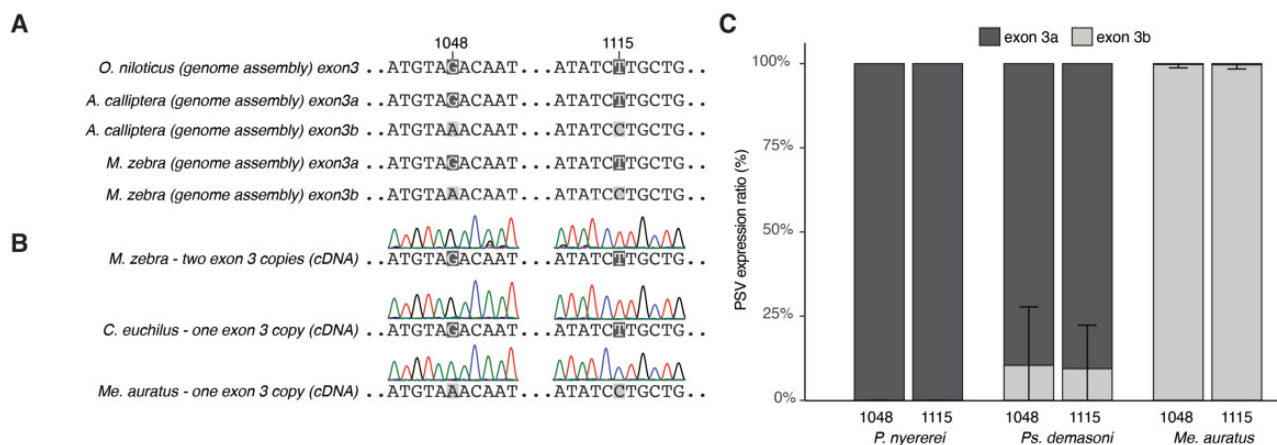 A
1048 1115
O. niloticus (genome assembly) exon3 ..ATGTAGACAAT...ATATCTTGCTG..
A. calliptera (genome assembly) exon3a ..ATGTAGACAAT...ATATCTTGCTG..
A. calliptera (genome assembly) exon3b ..ATGTAAACAAT...ATATCCTGCTG..
M. zebra (genome assembly) exon3a ..ATGTAGACAAT...ATATCTTGCTG..
M. zebra (genome assembly) exon3b ..ATGTAAACAAT...ATATCCTGCTG..
B
M. zebra - two exon 3 copies (cDNA) ..ATGTAGACAAT...ATATCTTGCTG..
C. euchilus - one exon 3 copy (cDNA) ..ATGTAGACAAT...ATATCTTGCTG..
Me. auratus - one exon 3 copy (cDNA) ..ATGTAAACAAT...ATATCCTGCTG..
C
exon 3a exon 3b
PSV expression ratio (%)
100%
75%
50%
25%
0%
1048 1115 1048 1115 1048 1115
P. nyererei Ps. demasoni Me. auratus